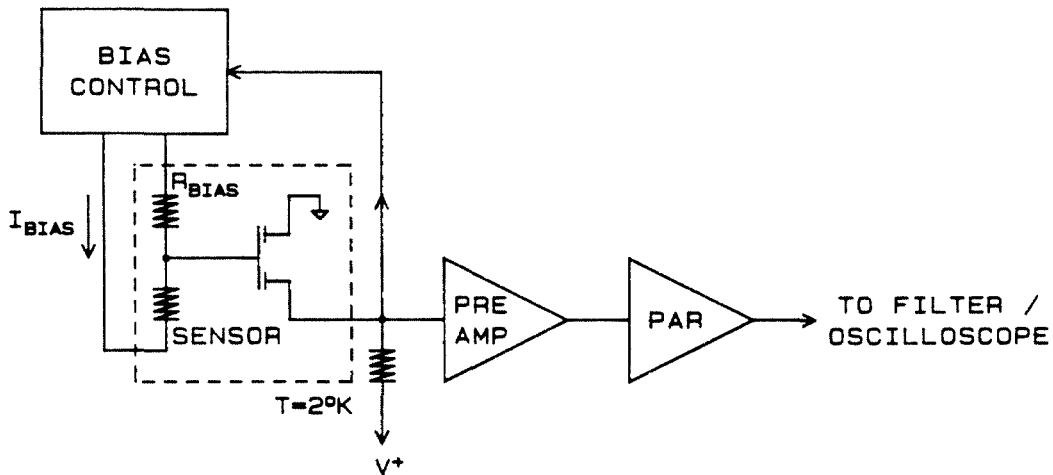 BIAS
CONTROL
R_BIAS
I_BIAS
SENSOR
T=2°K
V+
PRE
AMP
PAR
TO FILTER /
OSCILLOSCOPE